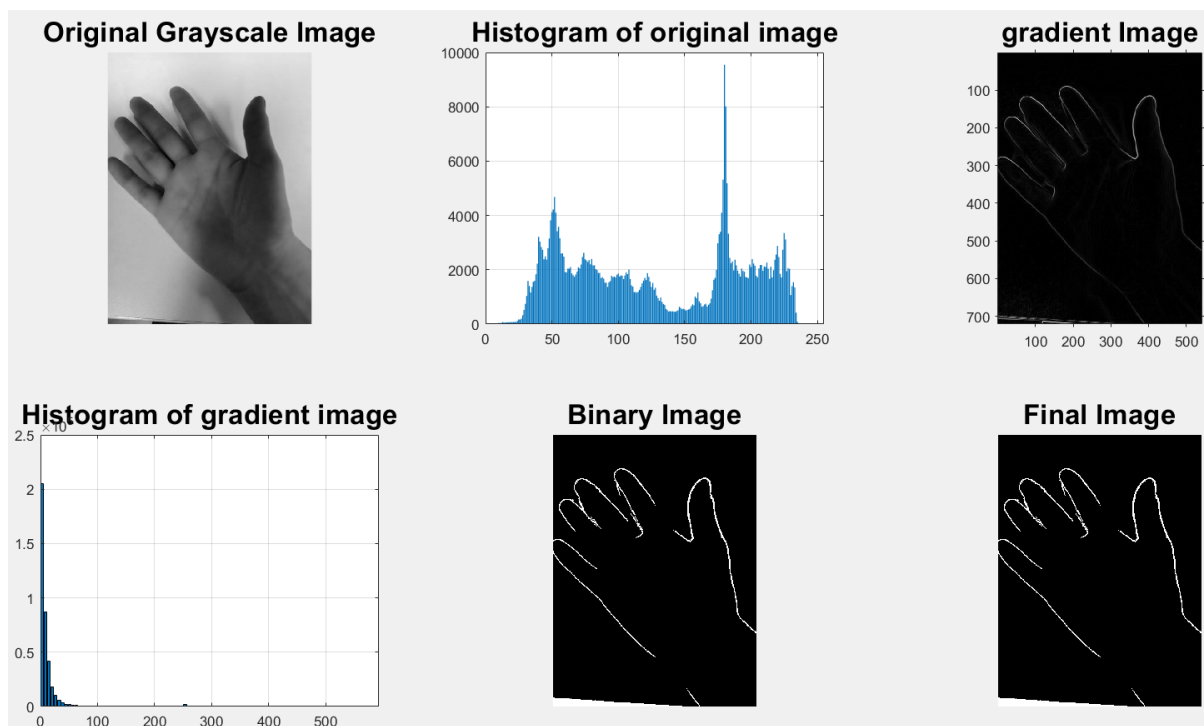 Original Grayscale Image
Histogram of original image
10000
8000
6000
4000
2000
0
0 50 100 150 200 250
gradient Image
100
200
300
400
500
600
700
100 200 300 400 500
Histogram of gradient image
2.5
2
1.5
1
0.5
0
0 100 200 300 400 500
Binary Image
Final Image